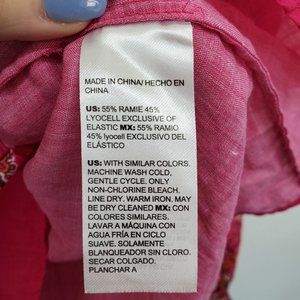 MADE IN CHINA/ HECHO EN
CHINA
US: 55% RAMIE 45%
LYOCELL EXCLUSIVE OF
ELASTIC MX: 55% RAMIO
45% lyocell EXCLUSIVO DEL
ELÁSTICO
US: WITH SIMILAR COLORS.
MACHINE WASH COLD,
GENTLE CYCLE. ONLY
NON-CHLORINE BLEACH.
LINE DRY. WARM IRON, MAY
BE DRY CLEANED MX: CON
COLORES SIMILARES.
LAVAR A MÁQUINA CON
AGUA FRÍA EN CICLO
SUAVE. SOLAMENTE
BLANQUEADOR SIN CLORO.
SECAR COLGADO.
PLANCHAR A